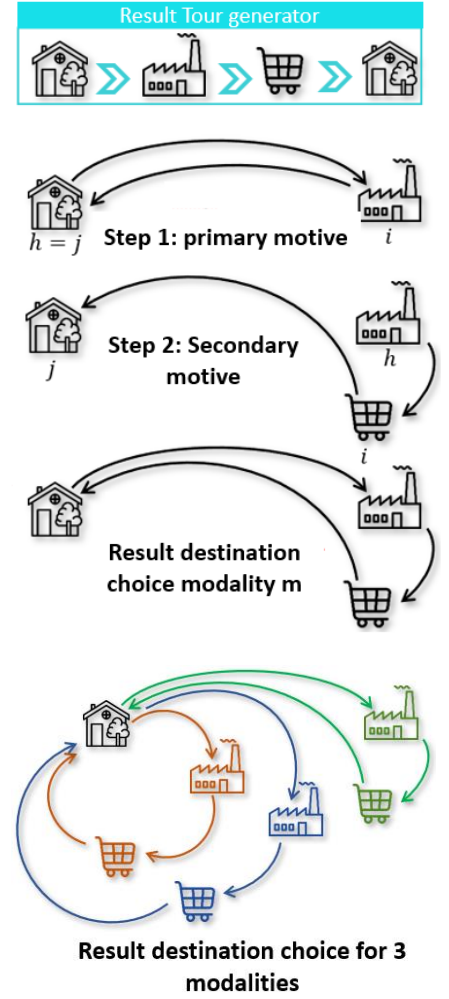 Result Tour generator
h = j
Step 1: primary motive
i
Step 2: Secondary
motive
j
h
i
Result destination
choice modality m
Result destination choice for 3
modalities